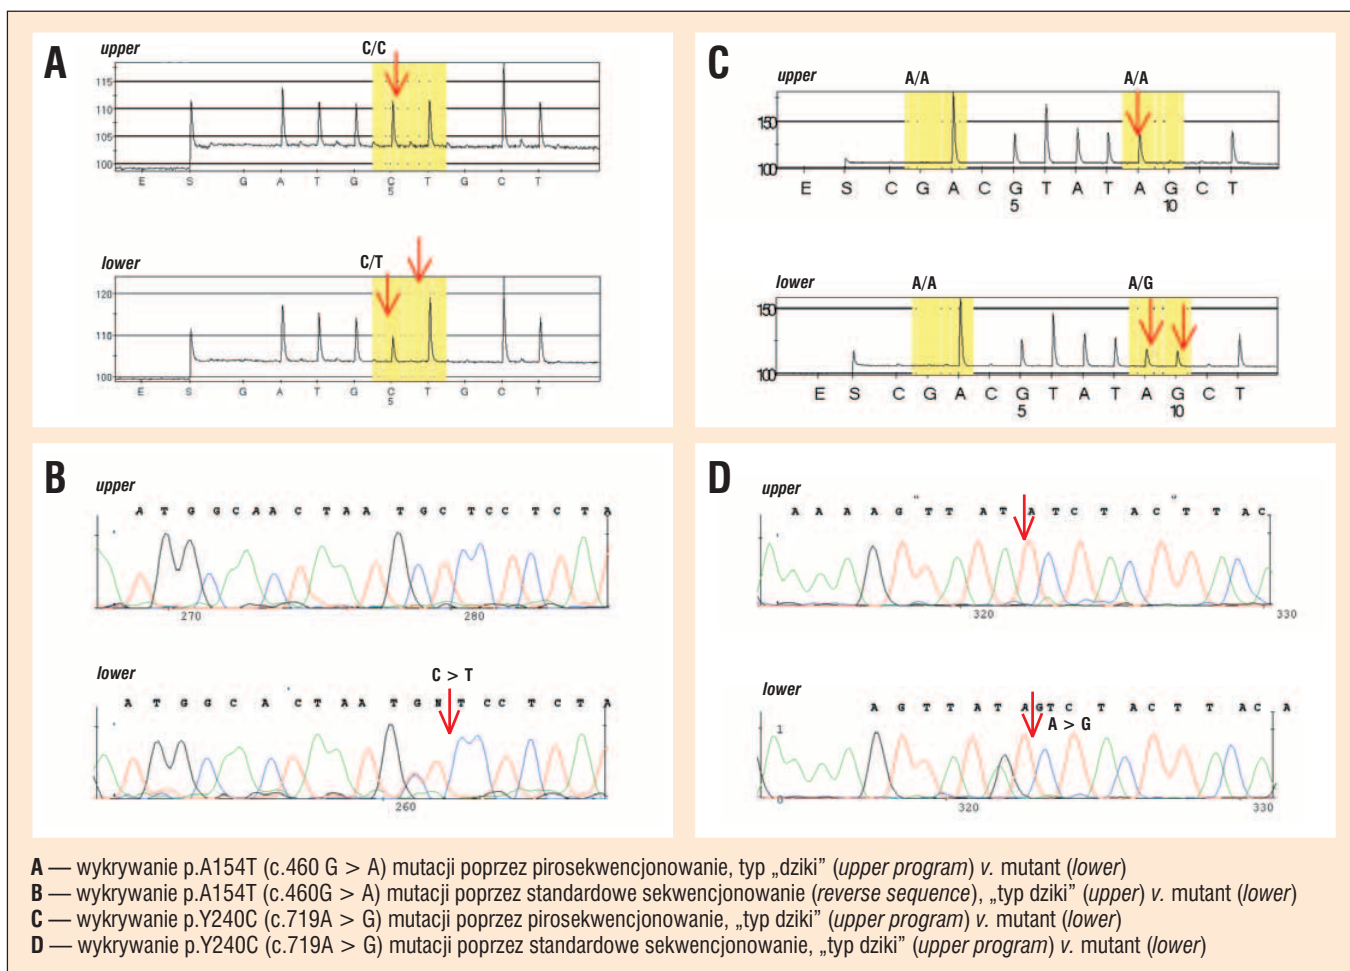 A
upper
C/C
115
110
105
100
E S G A T G C T G C T
5
lower
C/T
120
110
100
E S G A T G C T G C T
5
B
upper
A T G G C A A C T A A T G C T C C T C T A
270 280
lower
C > T
A T G G C A C T A A T G N T C C T C T A
260
C
upper
A/A A/A
150
100
E S C G A C G T A T A G C T
5 10
lower
A/A A/G
150
100
E S C G A C G T A T A G C T
5 10
D
upper
A A A A G T T A T A T C T A C T T A C
320 330
lower
A G T T A T A G T C T A C T T A C A
A > G
1
0
320 330
A — wykrywanie p.A154T (c.460 G > A) mutacji poprzez pirosekwencjonowanie, typ „dziki” (upper program) v. mutant (lower)
B — wykrywanie p.A154T (c.460G > A) mutacji poprzez standardowe sekwencjonowanie (reverse sequence), „typ dziki” (upper) v. mutant (lower)
C — wykrywanie p.Y240C (c.719A > G) mutacji poprzez pirosekwencjonowanie, „typ dziki” (upper program) v. mutant (lower)
D — wykrywanie p.Y240C (c.719A > G) mutacji poprzez standardowe sekwencjonowanie, „typ dziki” (upper program) v. mutant (lower)